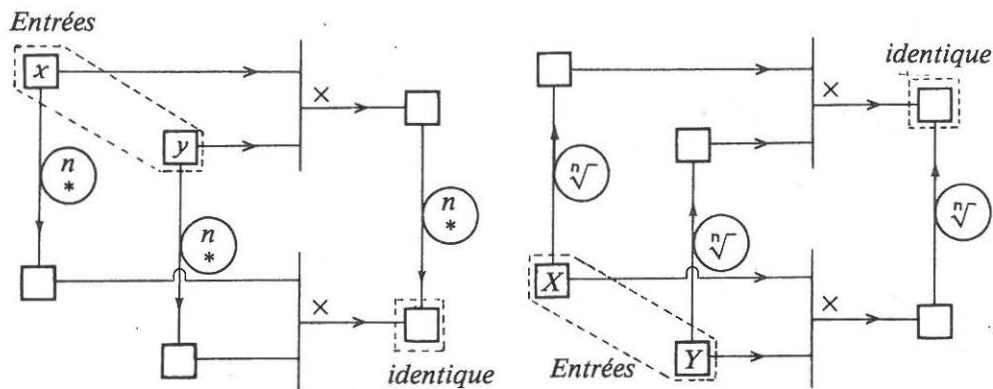 Entrées
x
×
y
n
*
n
*
n
*
×
identique
identique
×
ⁿ√
ⁿ√
ⁿ√
X
×
Entrées
Y